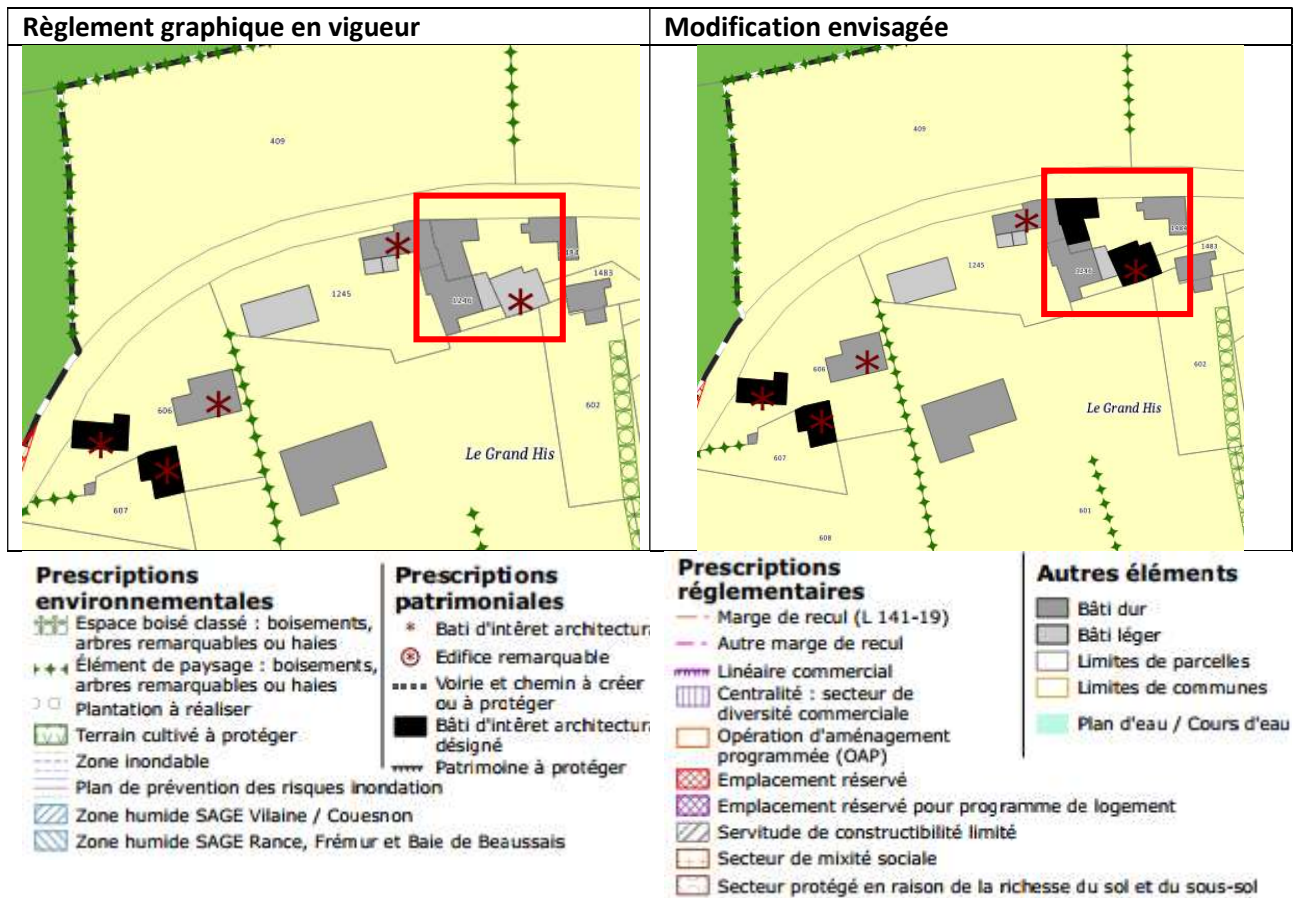 Règlement graphique en vigueur
Modification envisagée
409
1245
1246
1484
1483
606
602
607
Le Grand His
409
1245
1246
1484
1483
606
602
607
601
608
Le Grand His
Prescriptions
environnementales
Espace boisé classé : boisements,
arbres remarquables ou haies
Élément de paysage : boisements,
arbres remarquables ou haies
Plantation à réaliser
Terrain cultivé à protéger
Zone inondable
Plan de prévention des risques inondation
Zone humide SAGE Vilaine / Couesnon
Zone humide SAGE Rance, Frémur et Baie de Beaussais
Prescriptions
patrimoniales
Bati d'intêret architectura
Edifice remarquable
Voirie et chemin à créer
ou à protéger
Bâti d'intêret architectura
désigné
Patrimoine à protéger
Prescriptions
réglementaires
Marge de recul (L 141-19)
Autre marge de recul
Linéaire commercial
Centralité : secteur de
diversité commerciale
Opération d'aménagement
programmée (OAP)
Emplacement réservé
Emplacement réservé pour programme de logement
Servitude de constructibilité limité
Secteur de mixité sociale
Secteur protégé en raison de la richesse du sol et du sous-sol
Autres éléments
Bâti dur
Bâti léger
Limites de parcelles
Limites de communes
Plan d'eau / Cours d'eau